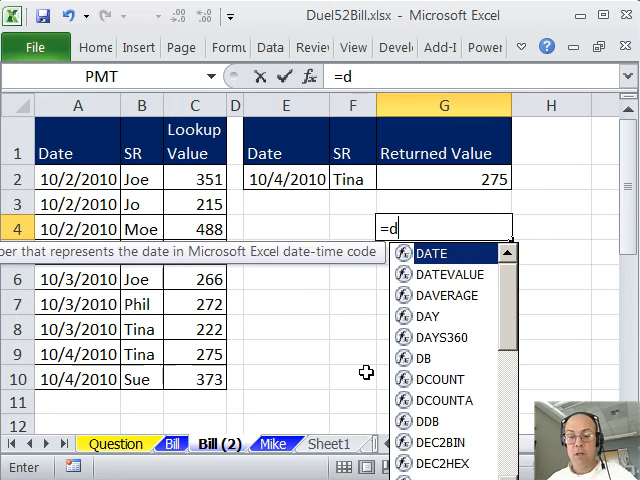 Duel52Bill.xlsx - Microsoft Excel
File Home Insert Page Formu Data Review View Develo Add-I Power
PMT =d
A B C D E F G H
1 Date SR Lookup Value Date SR Returned Value
2 10/2/2010 Joe 351 10/4/2010 Tina 275
3 10/2/2010 Jo 215
4 10/2/2010 Moe 488 =d
per that represents the date in Microsoft Excel date-time code
DATE
6 10/3/2010 Joe 266 DATEVALUE
7 10/3/2010 Phil 272 DAVERAGE
DAY
8 10/3/2010 Tina 222 DAYS360
9 10/4/2010 Tina 275 DB
10 10/4/2010 Sue 373 DCOUNT
11 DCOUNTA
12 DDB
Question Bill Bill (2) Mike Sheet1 DEC2BIN
Enter DEC2HEX